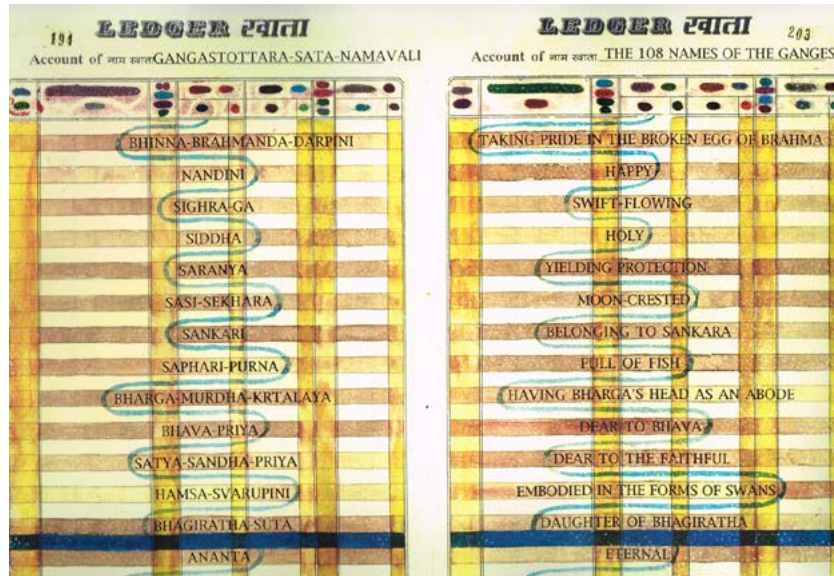 LEDGER खाता
194
Account of नाम खाता GANGASTOTTARA-SATA-NAMAVALI
BHINNA-BRAHMANDA-DARPINI
NANDINI
SIGHRA-GA
SIDDHA
SARANYA
SASI-SEKHARA
SANKARI
SAPHARI-PURNA
BHARGA-MURDHA-KRTALAYA
BHAVA-PRIYA
SATYA-SANDHA-PRIYA
HAMSA-SVARUPINI
BHAGIRATHA-SUTA
ANANTA
LEDGER खाता
203
Account of नाम खाता THE 108 NAMES OF THE GANGES
TAKING PRIDE IN THE BROKEN EGG OF BRAHMA
HAPPY
SWIFT-FLOWING
HOLY
YIELDING PROTECTION
MOON-CRESTED
BELONGING TO SANKARA
FULL OF FISH
HAVING BHARGA'S HEAD AS AN ABODE
DEAR TO BHAVA
DEAR TO THE FAITHFUL
EMBODIED IN THE FORMS OF SWANS
DAUGHTER OF BHAGIRATHA
ETERNAL